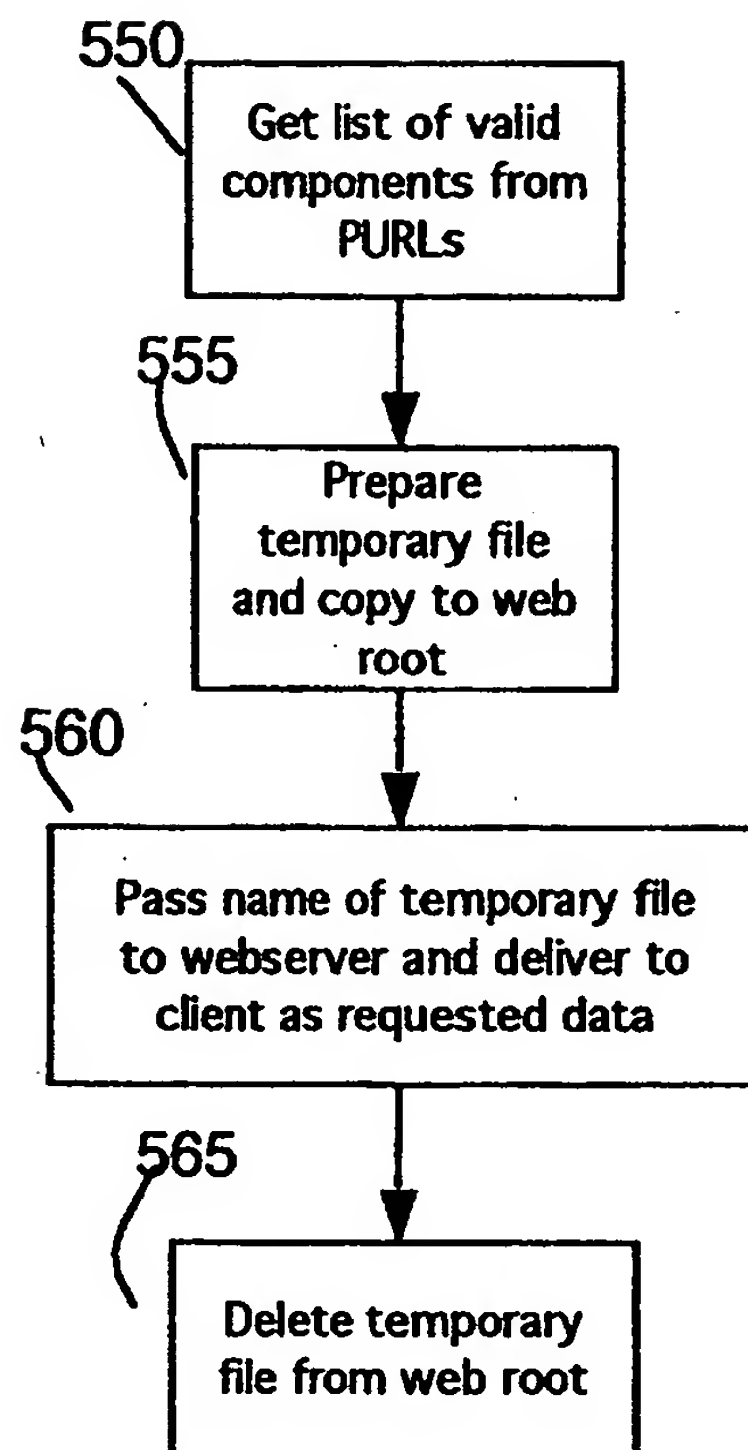 550
Get list of valid
components from
PURLs
555
Prepare
temporary file
and copy to web
root
560
Pass name of temporary file
to webserver and deliver to
client as requested data
565
Delete temporary
file from web root